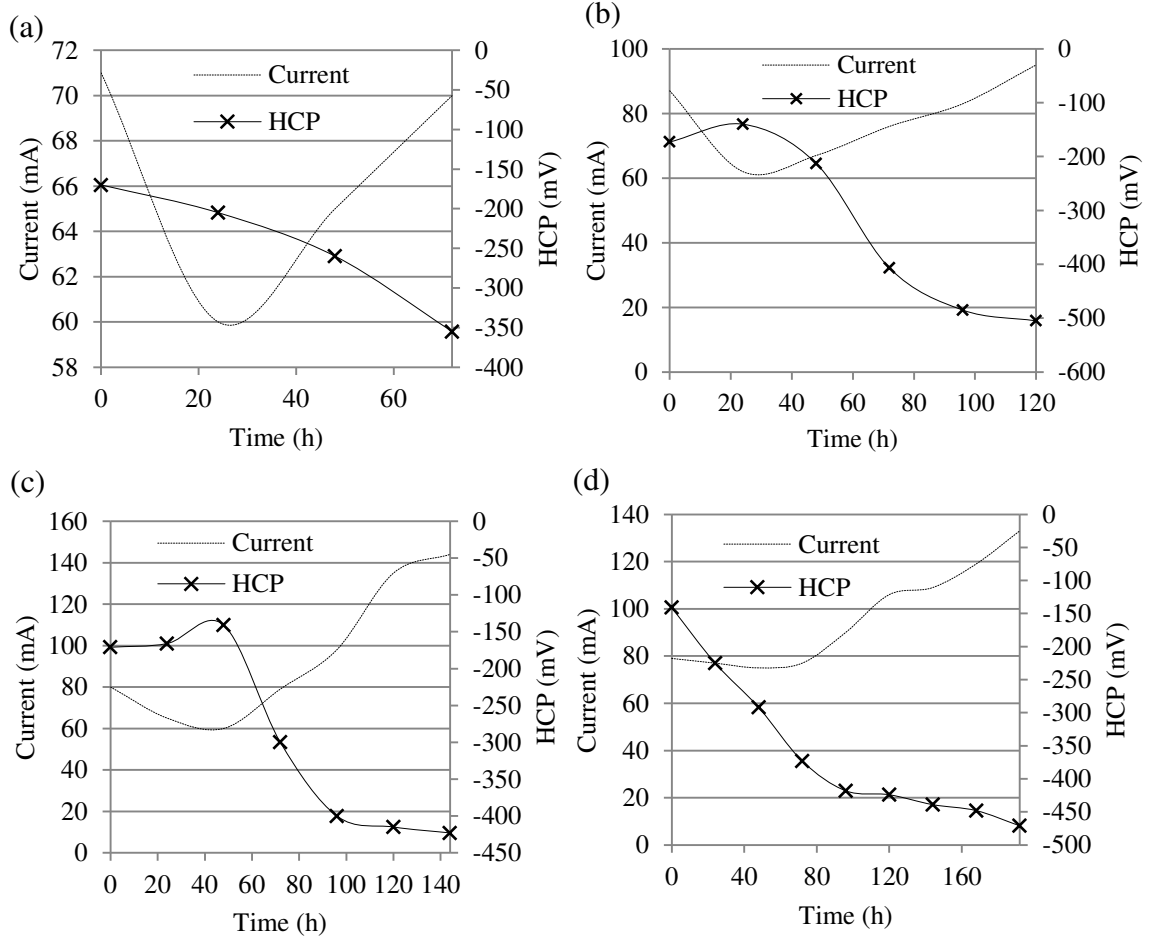 (a)
72
70
68
66
64
62
60
58
0
-50
-100
-150
-200
-250
-300
-350
-400
0 20 40 60
Current (mA)
HCP (mV)
Time (h)
Current
HCP
(b)
100
80
60
40
20
0
0
-100
-200
-300
-400
-500
-600
0 20 40 60 80 100 120
Current (mA)
HCP (mV)
Time (h)
Current
HCP
(c)
160
140
120
100
80
60
40
20
0
0
-50
-100
-150
-200
-250
-300
-350
-400
-450
0 20 40 60 80 100 120 140
Current (mA)
HCP (mV)
Time (h)
Current
HCP
(d)
140
120
100
80
60
40
20
0
0
-50
-100
-150
-200
-250
-300
-350
-400
-450
-500
0 40 80 120 160
Current (mA)
HCP (mV)
Time (h)
Current
HCP